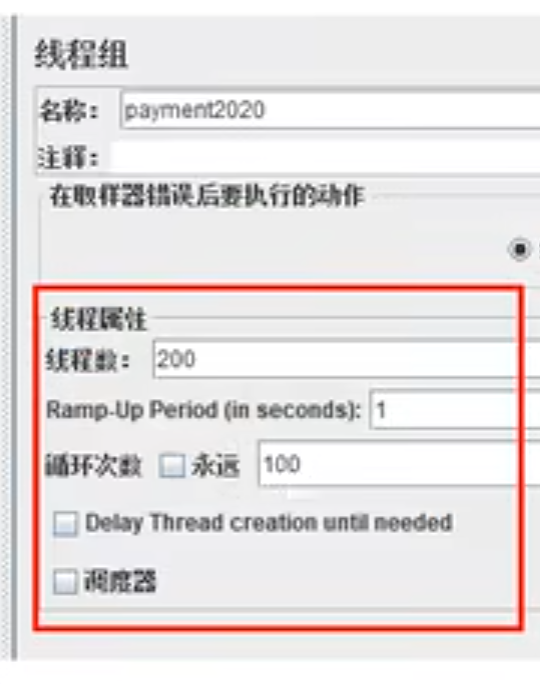 线程组
名称： payment2020
注释：
在取样器错误后要执行的动作
线程属性
线程数： 200
Ramp-Up Period (in seconds): 1
循环次数 永远 100
Delay Thread creation until needed
调度器